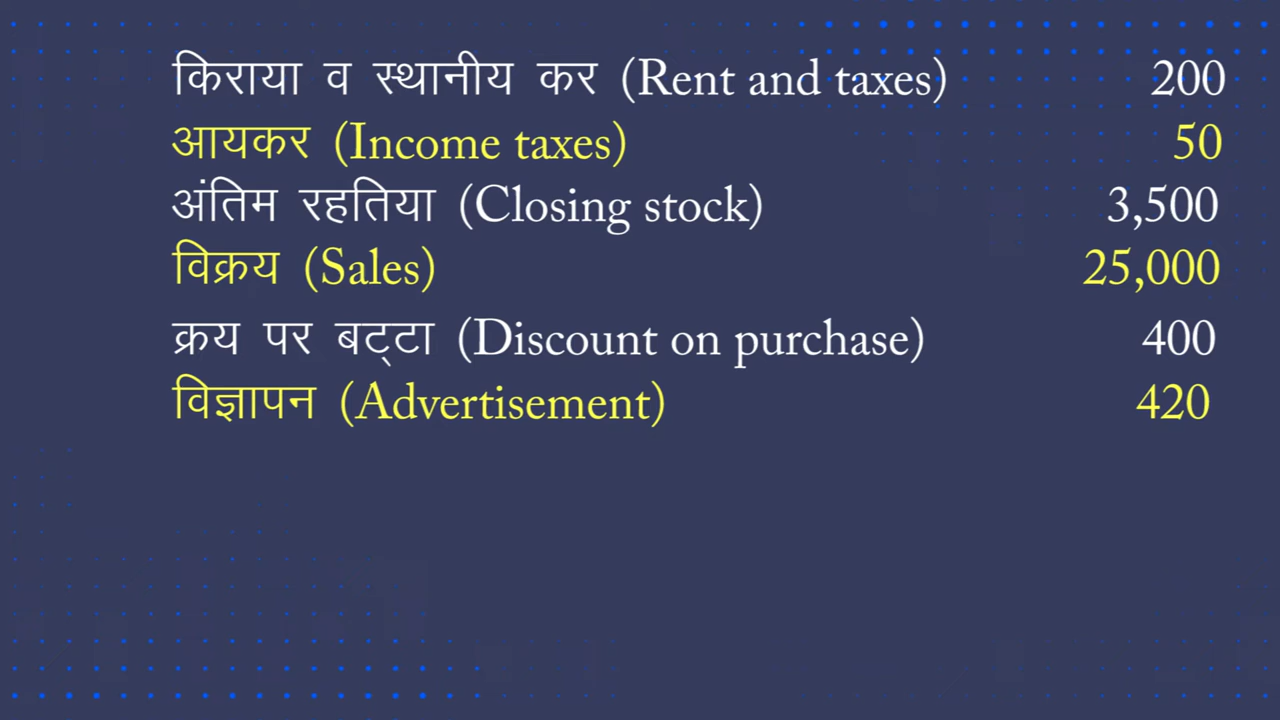 किराया व स्थानीय कर (Rent and taxes) 200
आयकर (Income taxes) 50
अंतिम रहतिया (Closing stock) 3,500
विक्रय (Sales) 25,000
क्रय पर बट्‌टा (Discount on purchase) 400
विज्ञापन (Advertisement) 420